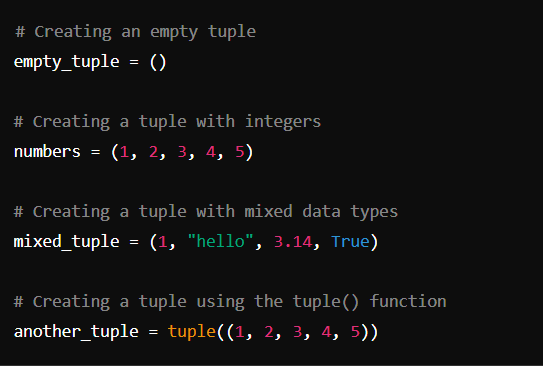 # Creating an empty tuple
empty_tuple = ()
# Creating a tuple with integers
numbers = (1, 2, 3, 4, 5)
# Creating a tuple with mixed data types
mixed_tuple = (1, "hello", 3.14, True)
# Creating a tuple using the tuple() function
another_tuple = tuple((1, 2, 3, 4, 5))